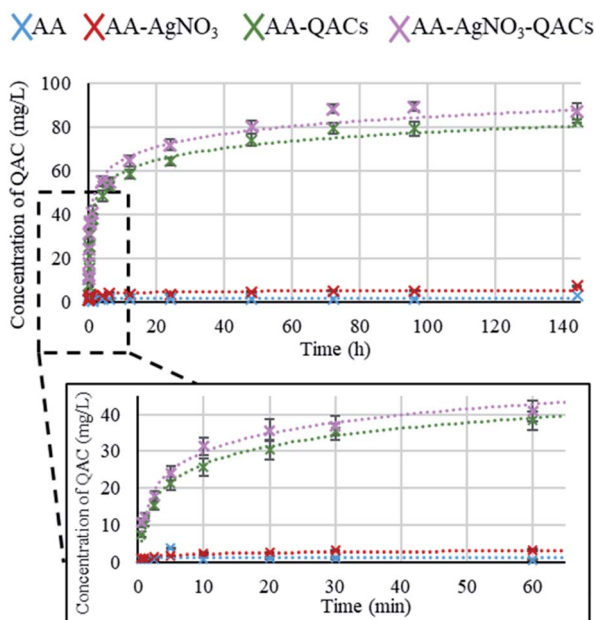 AA AA-AgNO₃ AA-QACs AA-AgNO₃-QACs
Concentration of QAC (mg/L)
100
80
60
40
20
0
0 20 40 60 80 100 120 140
Time (h)
Concentration of QAC (mg/L)
40
30
20
10
0
0 10 20 30 40 50 60
Time (min)